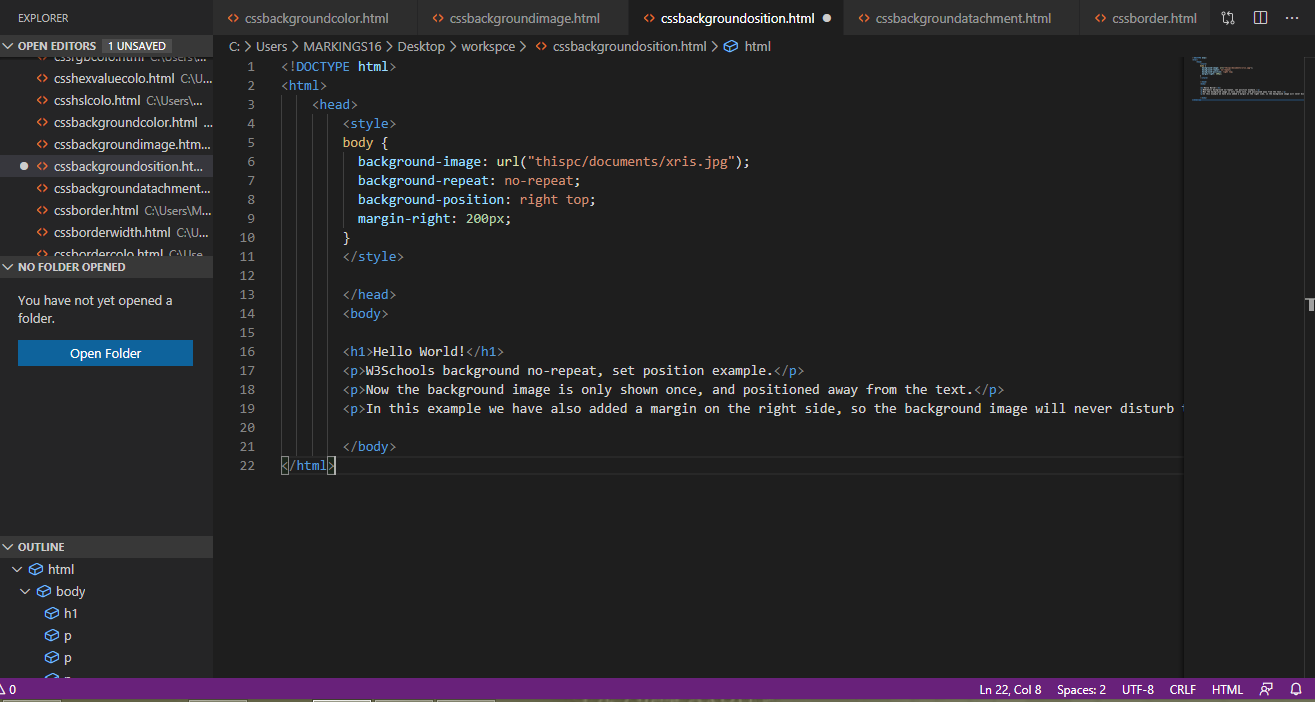 EXPLORER
cssbackgroundcolor.html
cssbackgroundimage.html
cssbackgroundosition.html
cssbackgroundatachment.html
cssborder.html
OPEN EDITORS 1 UNSAVED
C: > Users > MARKINGS16 > Desktop > workspce > cssbackgroundosition.html > html
cssrgbcolo.html C:\Users\...
csshexvaluecolo.html C:\U...
csshslcolo.html C:\Users\...
cssbackgroundcolor.html ...
cssbackgroundimage.htm...
cssbackgroundosition.ht...
cssbackgroundatachment...
cssborder.html C:\Users\M...
cssborderwidth.html C:\U...
cssbordercolo.html C:\Use...
NO FOLDER OPENED
You have not yet opened a
folder.
Open Folder
OUTLINE
html
body
h1
p
p
1 <!DOCTYPE html>
2 <html>
3 <head>
4 <style>
5 body {
6 background-image: url("thispc/documents/xris.jpg");
7 background-repeat: no-repeat;
8 background-position: right top;
9 margin-right: 200px;
10 }
11 </style>
12
13 </head>
14 <body>
15
16 <h1>Hello World!</h1>
17 <p>W3Schools background no-repeat, set position example.</p>
18 <p>Now the background image is only shown once, and positioned away from the text.</p>
19 <p>In this example we have also added a margin on the right side, so the background image will never disturb
20
21 </body>
22 </html>
0
Ln 22, Col 8 Spaces: 2 UTF-8 CRLF HTML